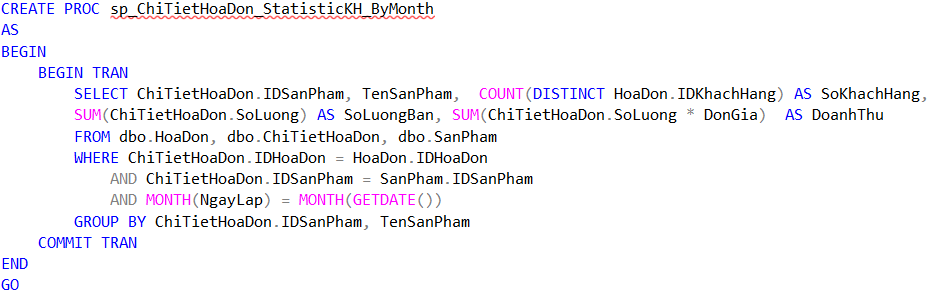 CREATE PROC sp_ChiTietHoaDon_StatisticKH_ByMonth
AS
BEGIN
    BEGIN TRAN
        SELECT ChiTietHoaDon.IDSanPham, TenSanPham,  COUNT(DISTINCT HoaDon.IDKhachHang) AS SoKhachHang,
        SUM(ChiTietHoaDon.SoLuong) AS SoLuongBan, SUM(ChiTietHoaDon.SoLuong * DonGia)  AS DoanhThu
        FROM dbo.HoaDon, dbo.ChiTietHoaDon, dbo.SanPham
        WHERE ChiTietHoaDon.IDHoaDon = HoaDon.IDHoaDon
            AND ChiTietHoaDon.IDSanPham = SanPham.IDSanPham
            AND MONTH(NgayLap) = MONTH(GETDATE())
        GROUP BY ChiTietHoaDon.IDSanPham, TenSanPham
    COMMIT TRAN
END
GO